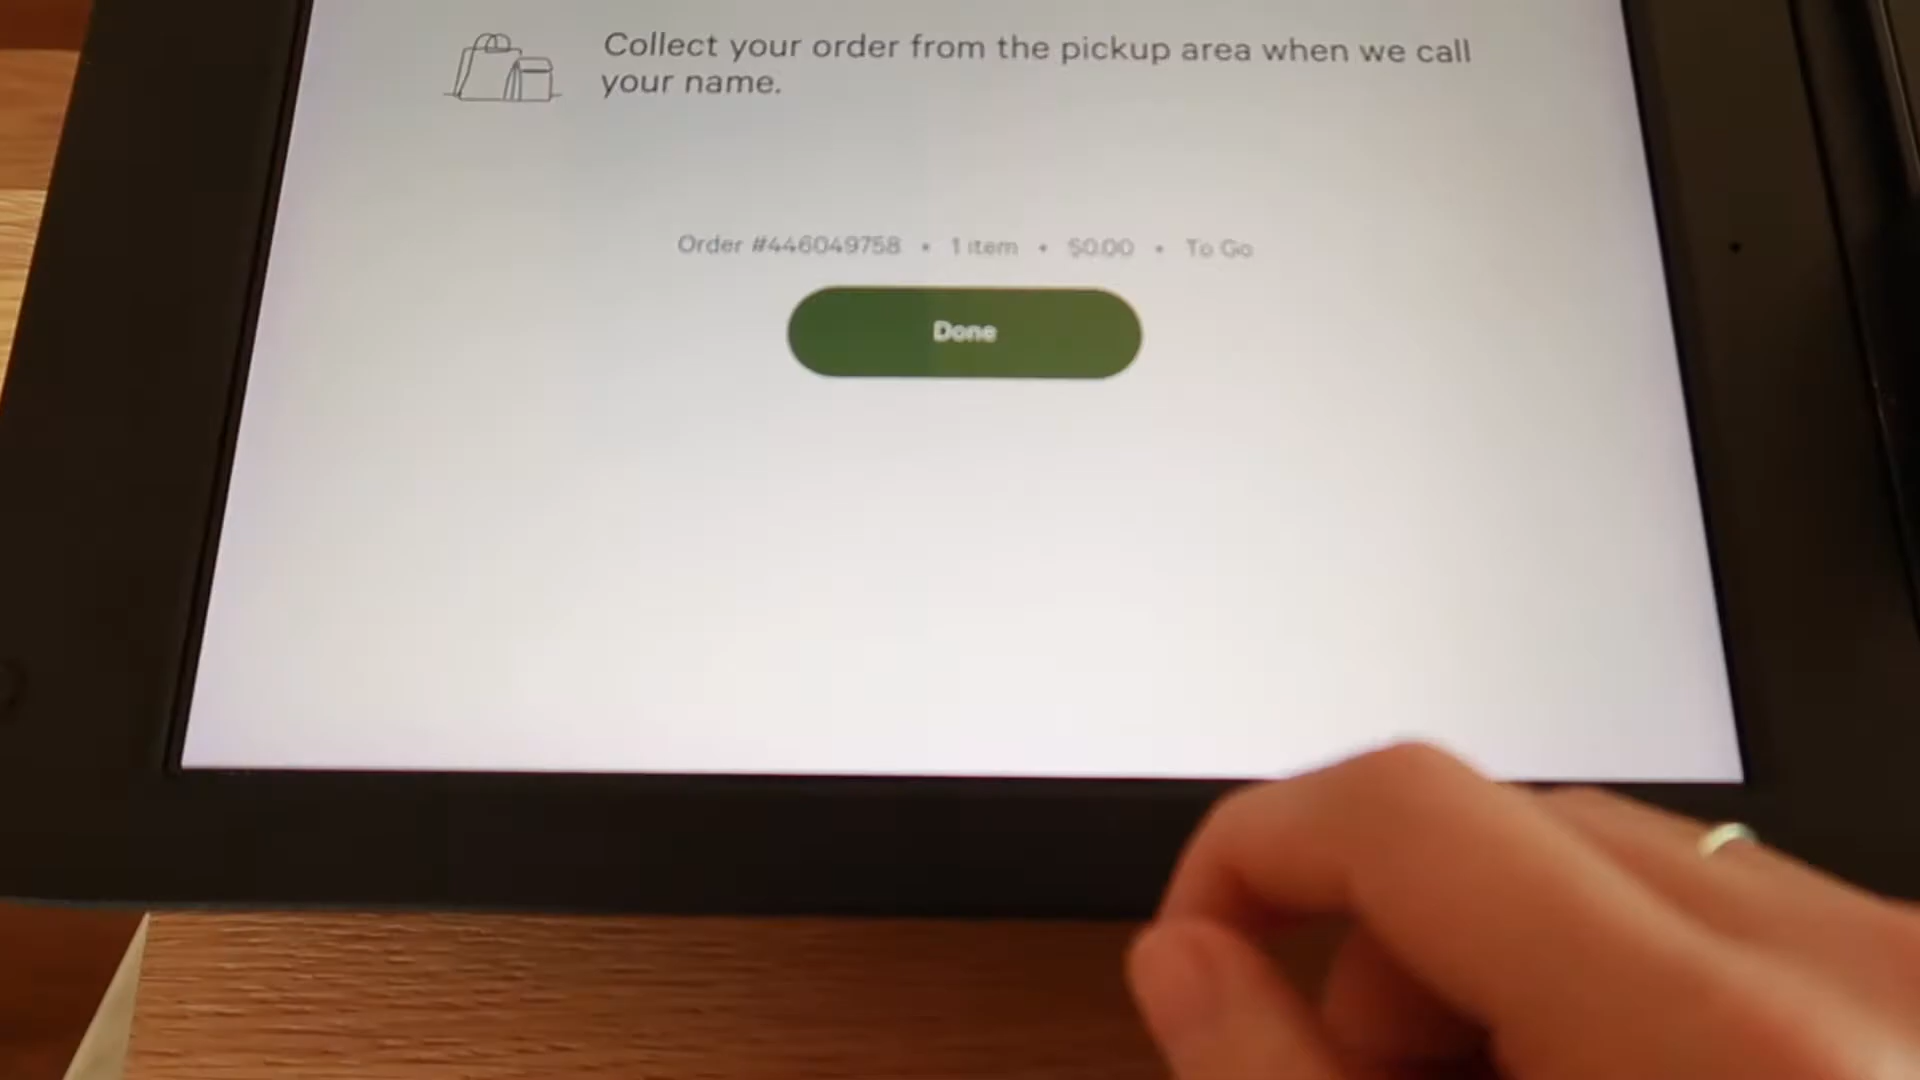 Collect your order from the pickup area when we call
your name.
Order #446049758 • 1 item • $0.00 • To Go
Done